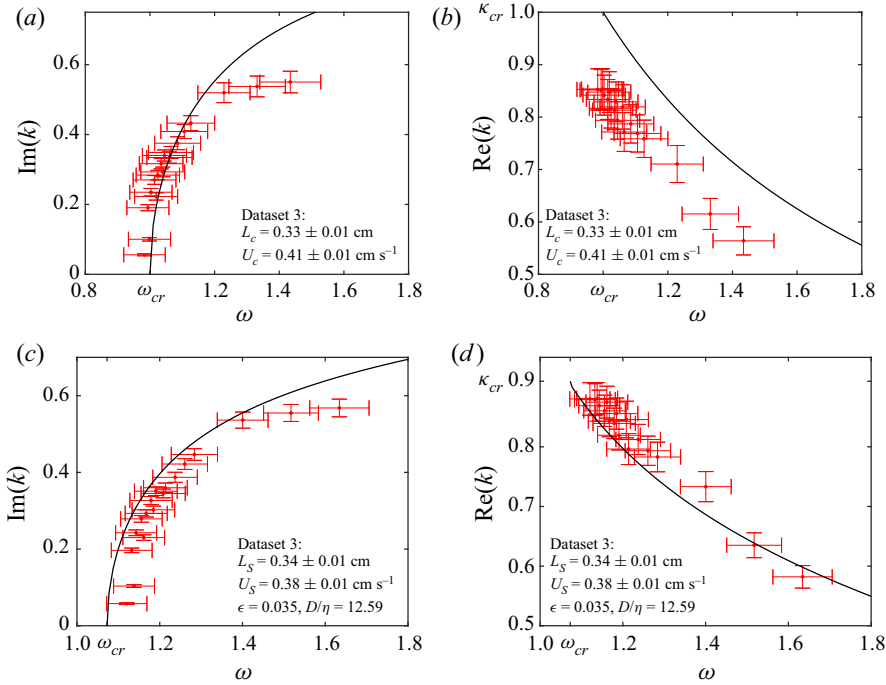 (a)
0.6
0.4
0.2
0
Im(k)
Dataset 3:
L_c = 0.33 ± 0.01 cm
U_c = 0.41 ± 0.01 cm s⁻¹
0.8 ω_cr 1.2 1.4 1.6 1.8
ω
(b)
κ_cr 1.0
0.9
0.8
0.7
0.6
0.5
Re(k)
Dataset 3:
L_c = 0.33 ± 0.01 cm
U_c = 0.41 ± 0.01 cm s⁻¹
0.8 ω_cr 1.2 1.4 1.6 1.8
ω
(c)
0.8
0.6
0.4
0.2
0
Im(k)
Dataset 3:
L_S = 0.34 ± 0.01 cm
U_S = 0.38 ± 0.01 cm s⁻¹
ϵ = 0.035, D/η = 12.59
1.0 ω_cr 1.2 1.4 1.6 1.8
ω
(d)
κ_cr
0.9
0.8
0.7
0.6
0.5
Re(k)
Dataset 3:
L_S = 0.34 ± 0.01 cm
U_S = 0.38 ± 0.01 cm s⁻¹
ϵ = 0.035, D/η = 12.59
1.0 ω_cr 1.2 1.4 1.6 1.8
ω